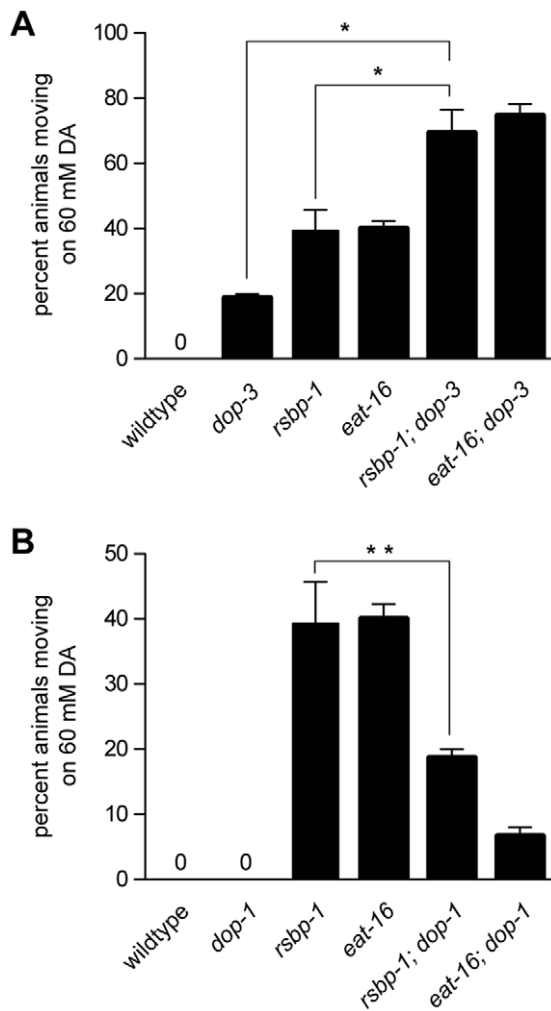 A
percent animals moving
on 60 mM DA
100
80
60
40
20
0
*
*
0
wildtype
dop-3
rsbp-1
eat-16
rsbp-1; dop-3
eat-16; dop-3
B
percent animals moving
on 60 mM DA
50
40
30
20
10
0
* *
0
0
wildtype
dop-1
rsbp-1
eat-16
rsbp-1; dop-1
eat-16; dop-1